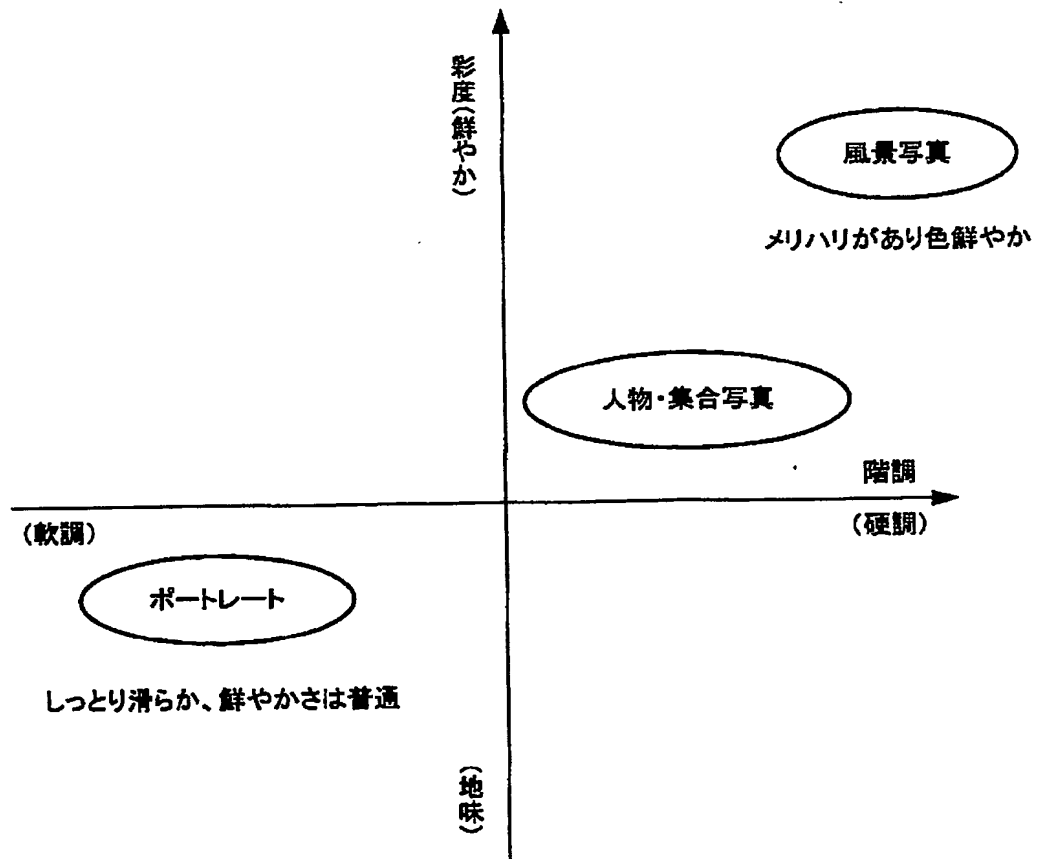 彩度(鮮やか)
風景写真
メリハリがあり色鮮やか
人物・集合写真
階調
(軟調)
(硬調)
ポートレート
しっとり滑らか、鮮やかさは普通
(地味)